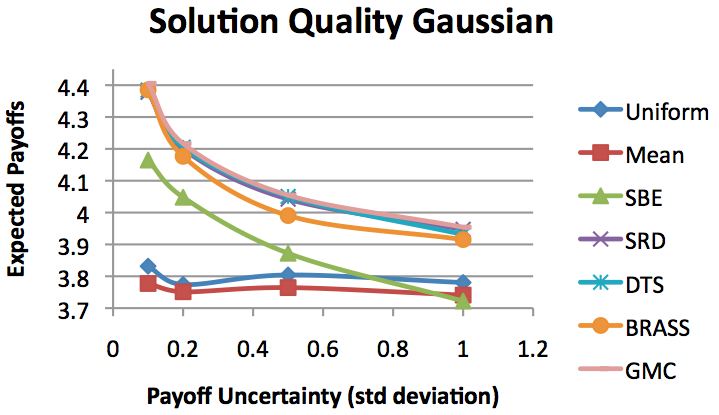 Solution Quality Gaussian
Expected Payoffs
4.4
4.3
4.2
4.1
4
3.9
3.8
3.7
0 0.2 0.4 0.6 0.8 1 1.2
Payoff Uncertainty (std deviation)
Uniform
Mean
SBE
SRD
DTS
BRASS
GMC